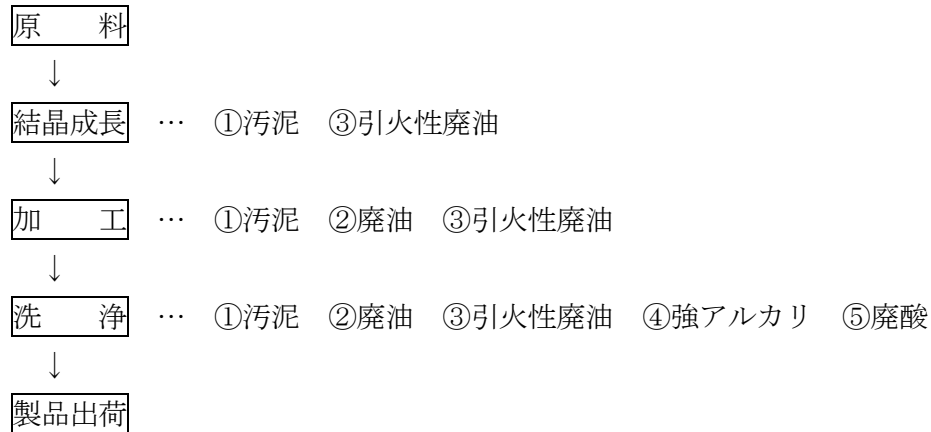 原　　料
↓
結晶成長　…　①汚泥　③引火性廃油
↓
加　　工　…　①汚泥　②廃油　③引火性廃油
↓
洗　　浄　…　①汚泥　②廃油　③引火性廃油　④強アルカリ　⑤廃酸
↓
製品出荷